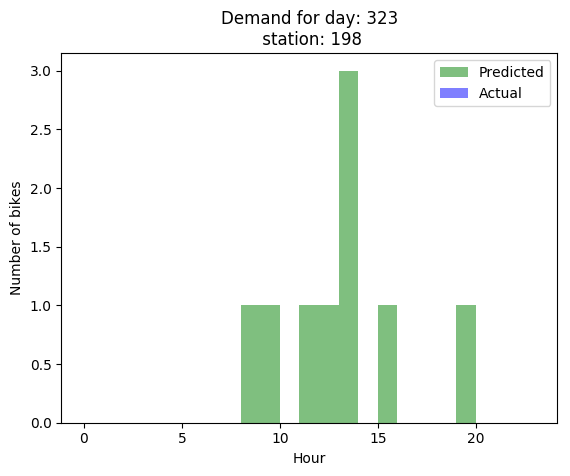 Demand for day: 323
station: 198
Predicted
Actual
Number of bikes
3.0
2.5
2.0
1.5
1.0
0.5
0.0
0
5
10
15
20
Hour